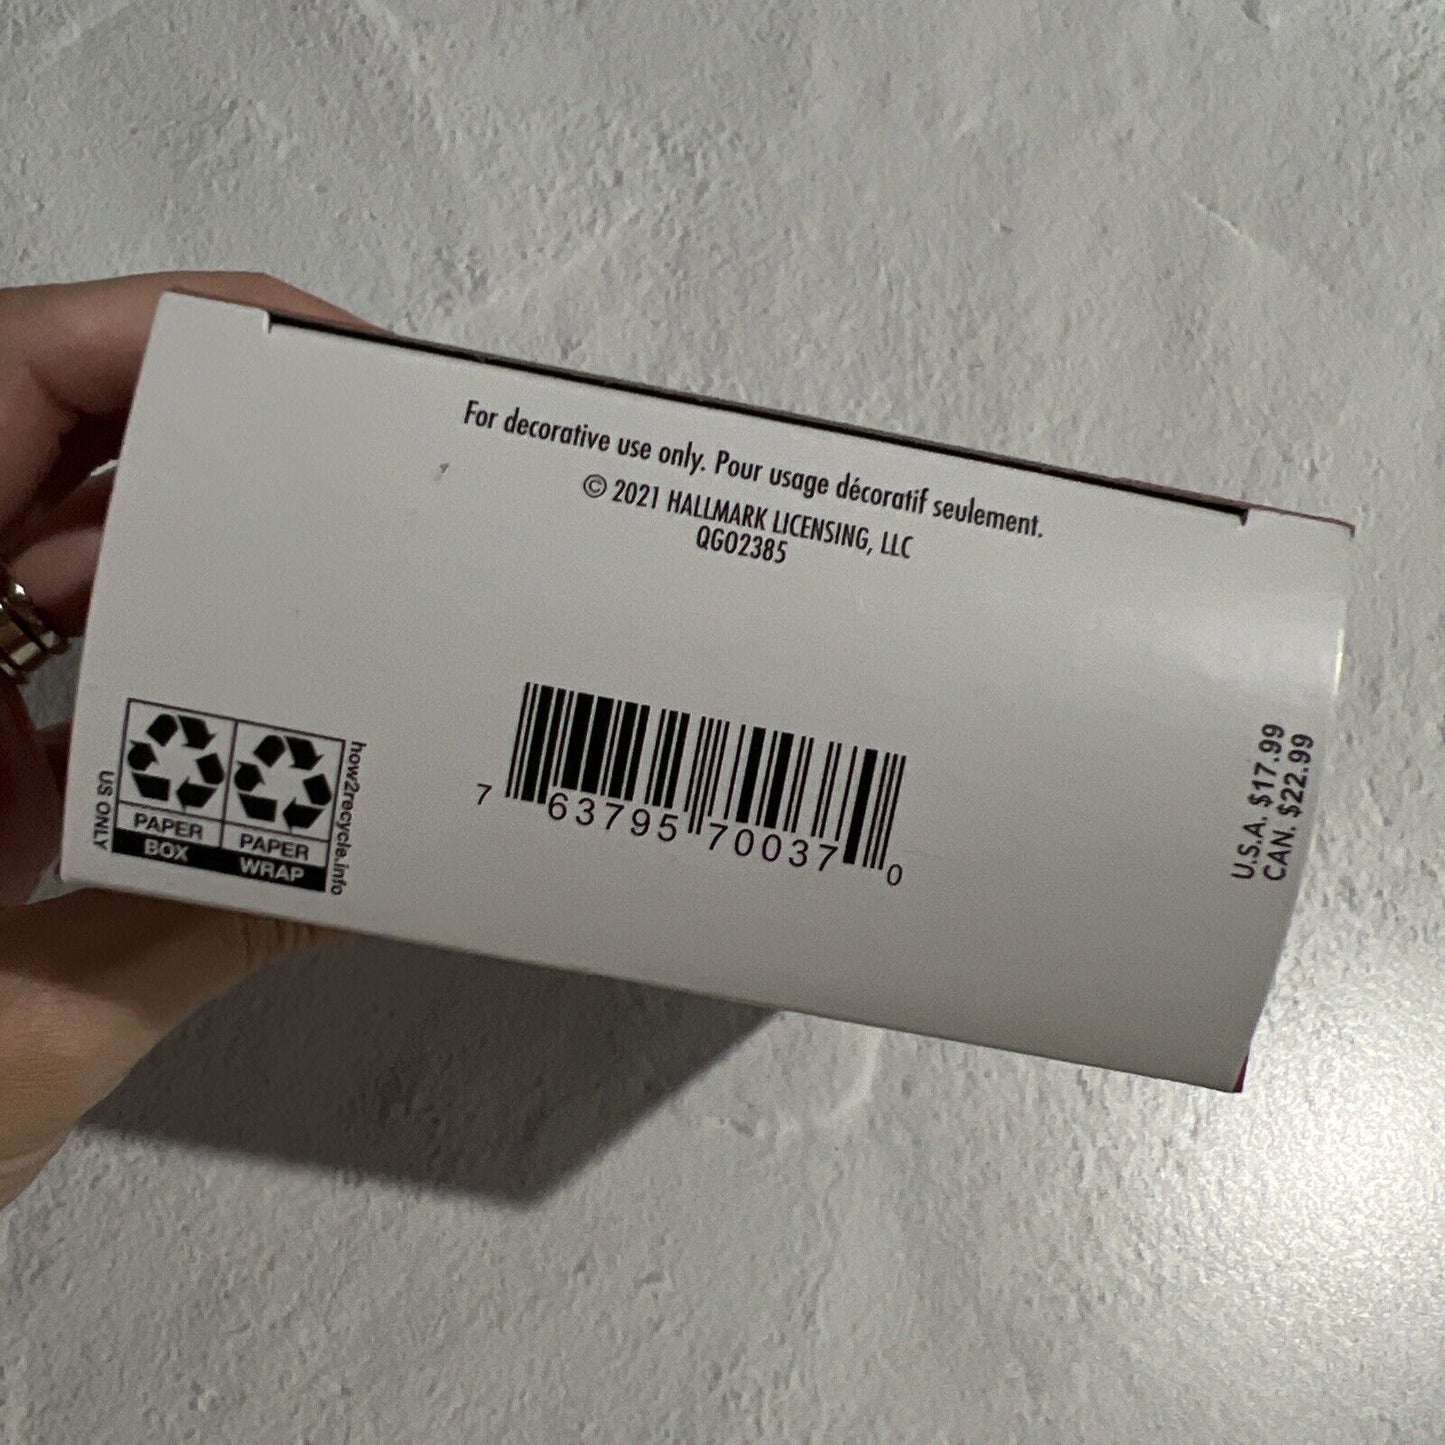 For decorative use only. Pour usage décoratif seulement.
© 2021 HALLMARK LICENSING, LLC
QGO2385
US ONLY
PAPER
BOX
PAPER
WRAP
how2recycle.info
7 63795 70037 0
U.S.A. $17.99
CAN. $22.99